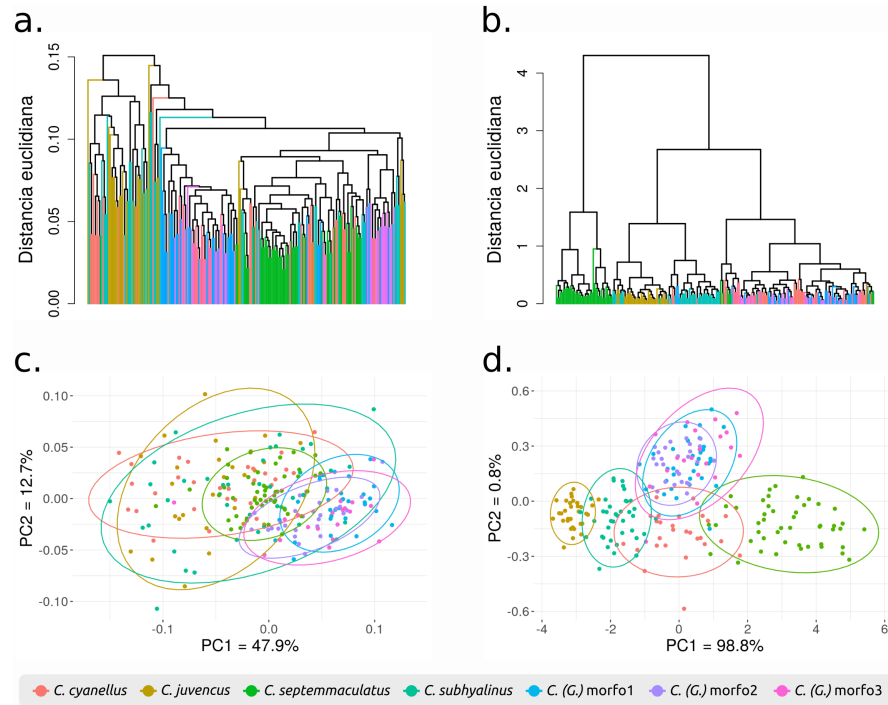 a.
Distancia euclidiana
0.15
0.10
0.05
0.00
b.
Distancia euclidiana
4
3
2
1
0
c.
PC2 = 12.7%
0.10
0.05
0.00
-0.05
-0.10
-0.1
0.0
0.1
PC1 = 47.9%
d.
PC2 = 0.8%
0.6
0.3
0.0
-0.3
-0.6
-4
-2
0
2
4
6
PC1 = 98.8%
C. cyanellus
C. juvencus
C. septemmaculatus
C. subhyalinus
C. (G.) morfo1
C. (G.) morfo2
C. (G.) morfo3